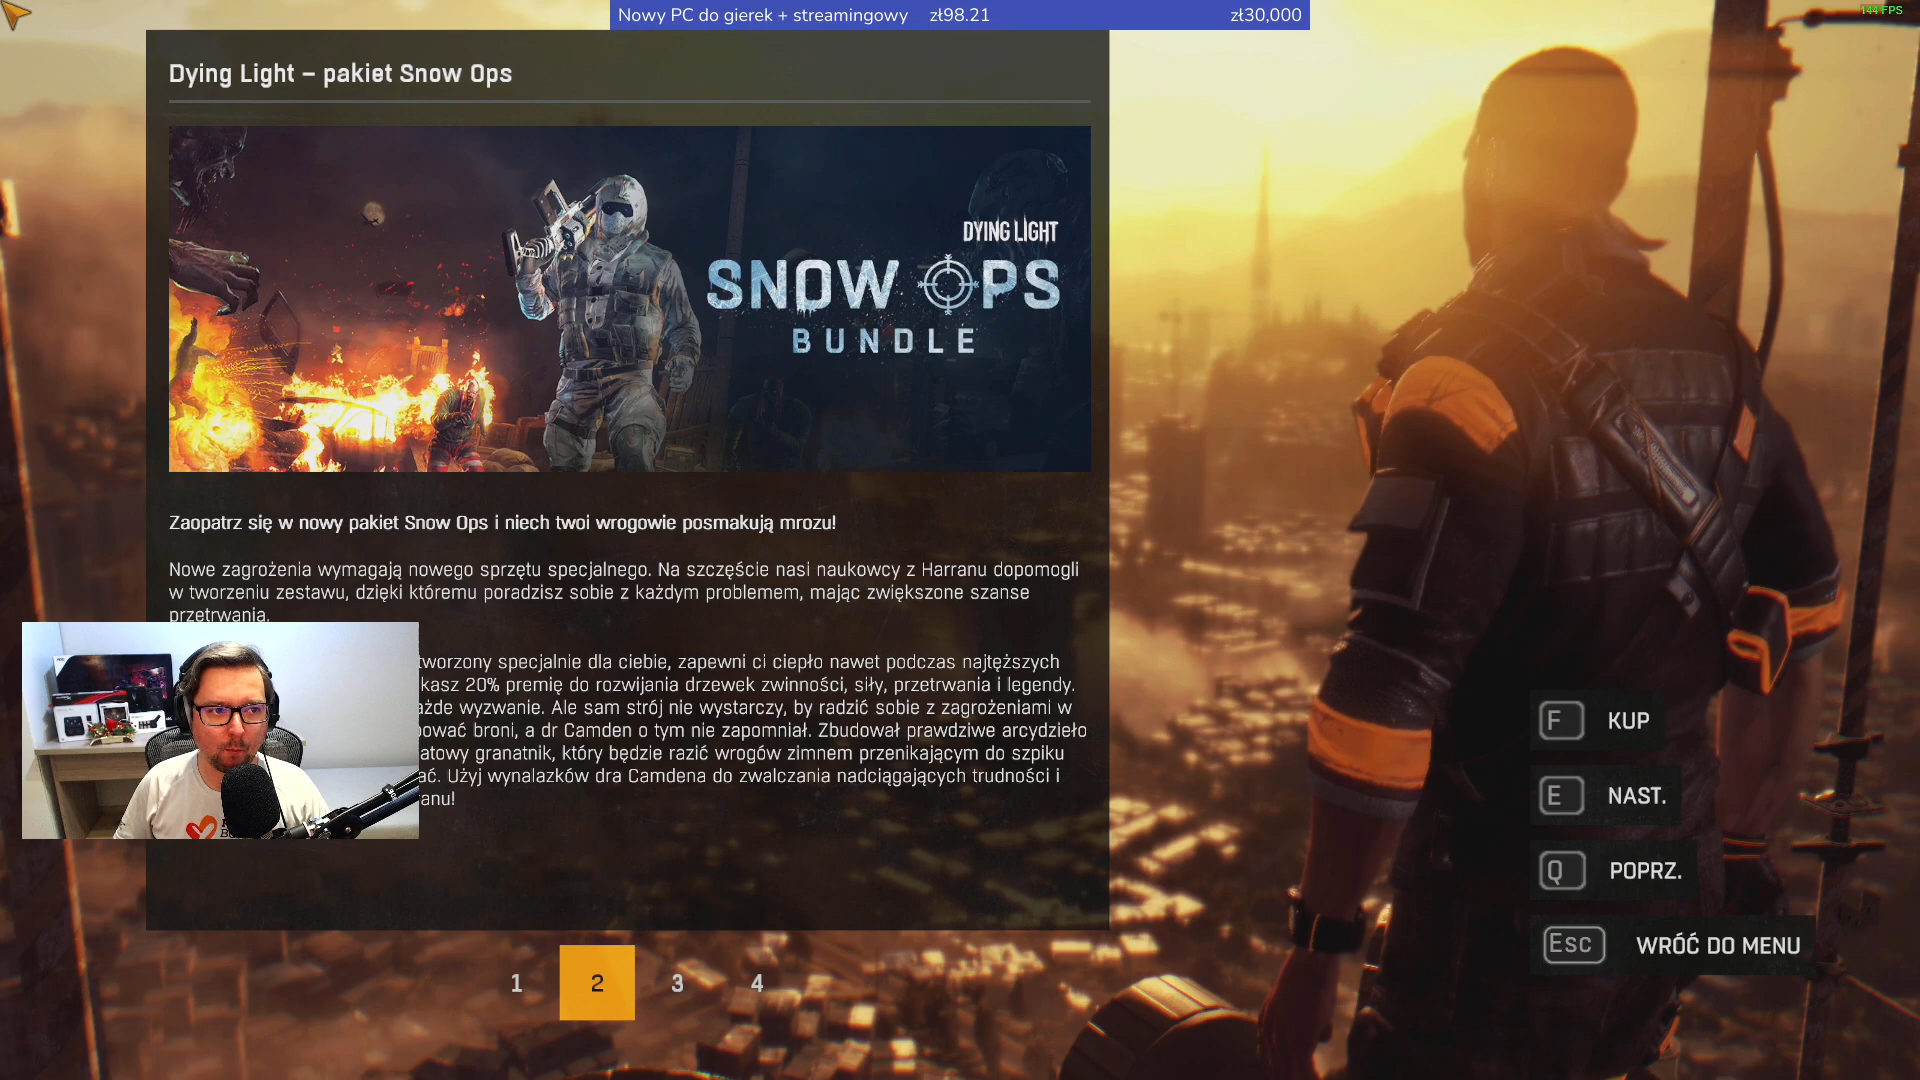 Nowy PC do gierek + streamingowy zł98.21 zł30,000
144 FPS
Dying Light – pakiet Snow Ops
DYING LIGHT
SNOW OPS
BUNDLE
Zaopatrz się w nowy pakiet Snow Ops i niech twoi wrogowie posmakują mrozu!
Nowe zagrożenia wymagają nowego sprzętu specjalnego. Na szczęście nasi naukowcy z Harranu dopomogli
w tworzeniu zestawu, dzięki któremu poradzisz sobie z każdym problemem, mając zwiększone szanse
przetrwania.
tworzony specjalnie dla ciebie, zapewni ci ciepło nawet podczas najtęższych
kasz 20% premię do rozwijania drzewek zwinności, siły, przetrwania i legendy.
ażde wyzwanie. Ale sam strój nie wystarczy, by radzić sobie z zagrożeniami w
bować broni, a dr Camden o tym nie zapomniał. Zbudował prawdziwe arcydzieło
atowy granatnik, który będzie razić wrogów zimnem przenikającym do szpiku
ać. Użyj wynalazków dra Camdena do zwalczania nadciągających trudności i
anu!
F KUP
E NAST.
Q POPRZ.
Esc WRÓĆ DO MENU
1 2 3 4